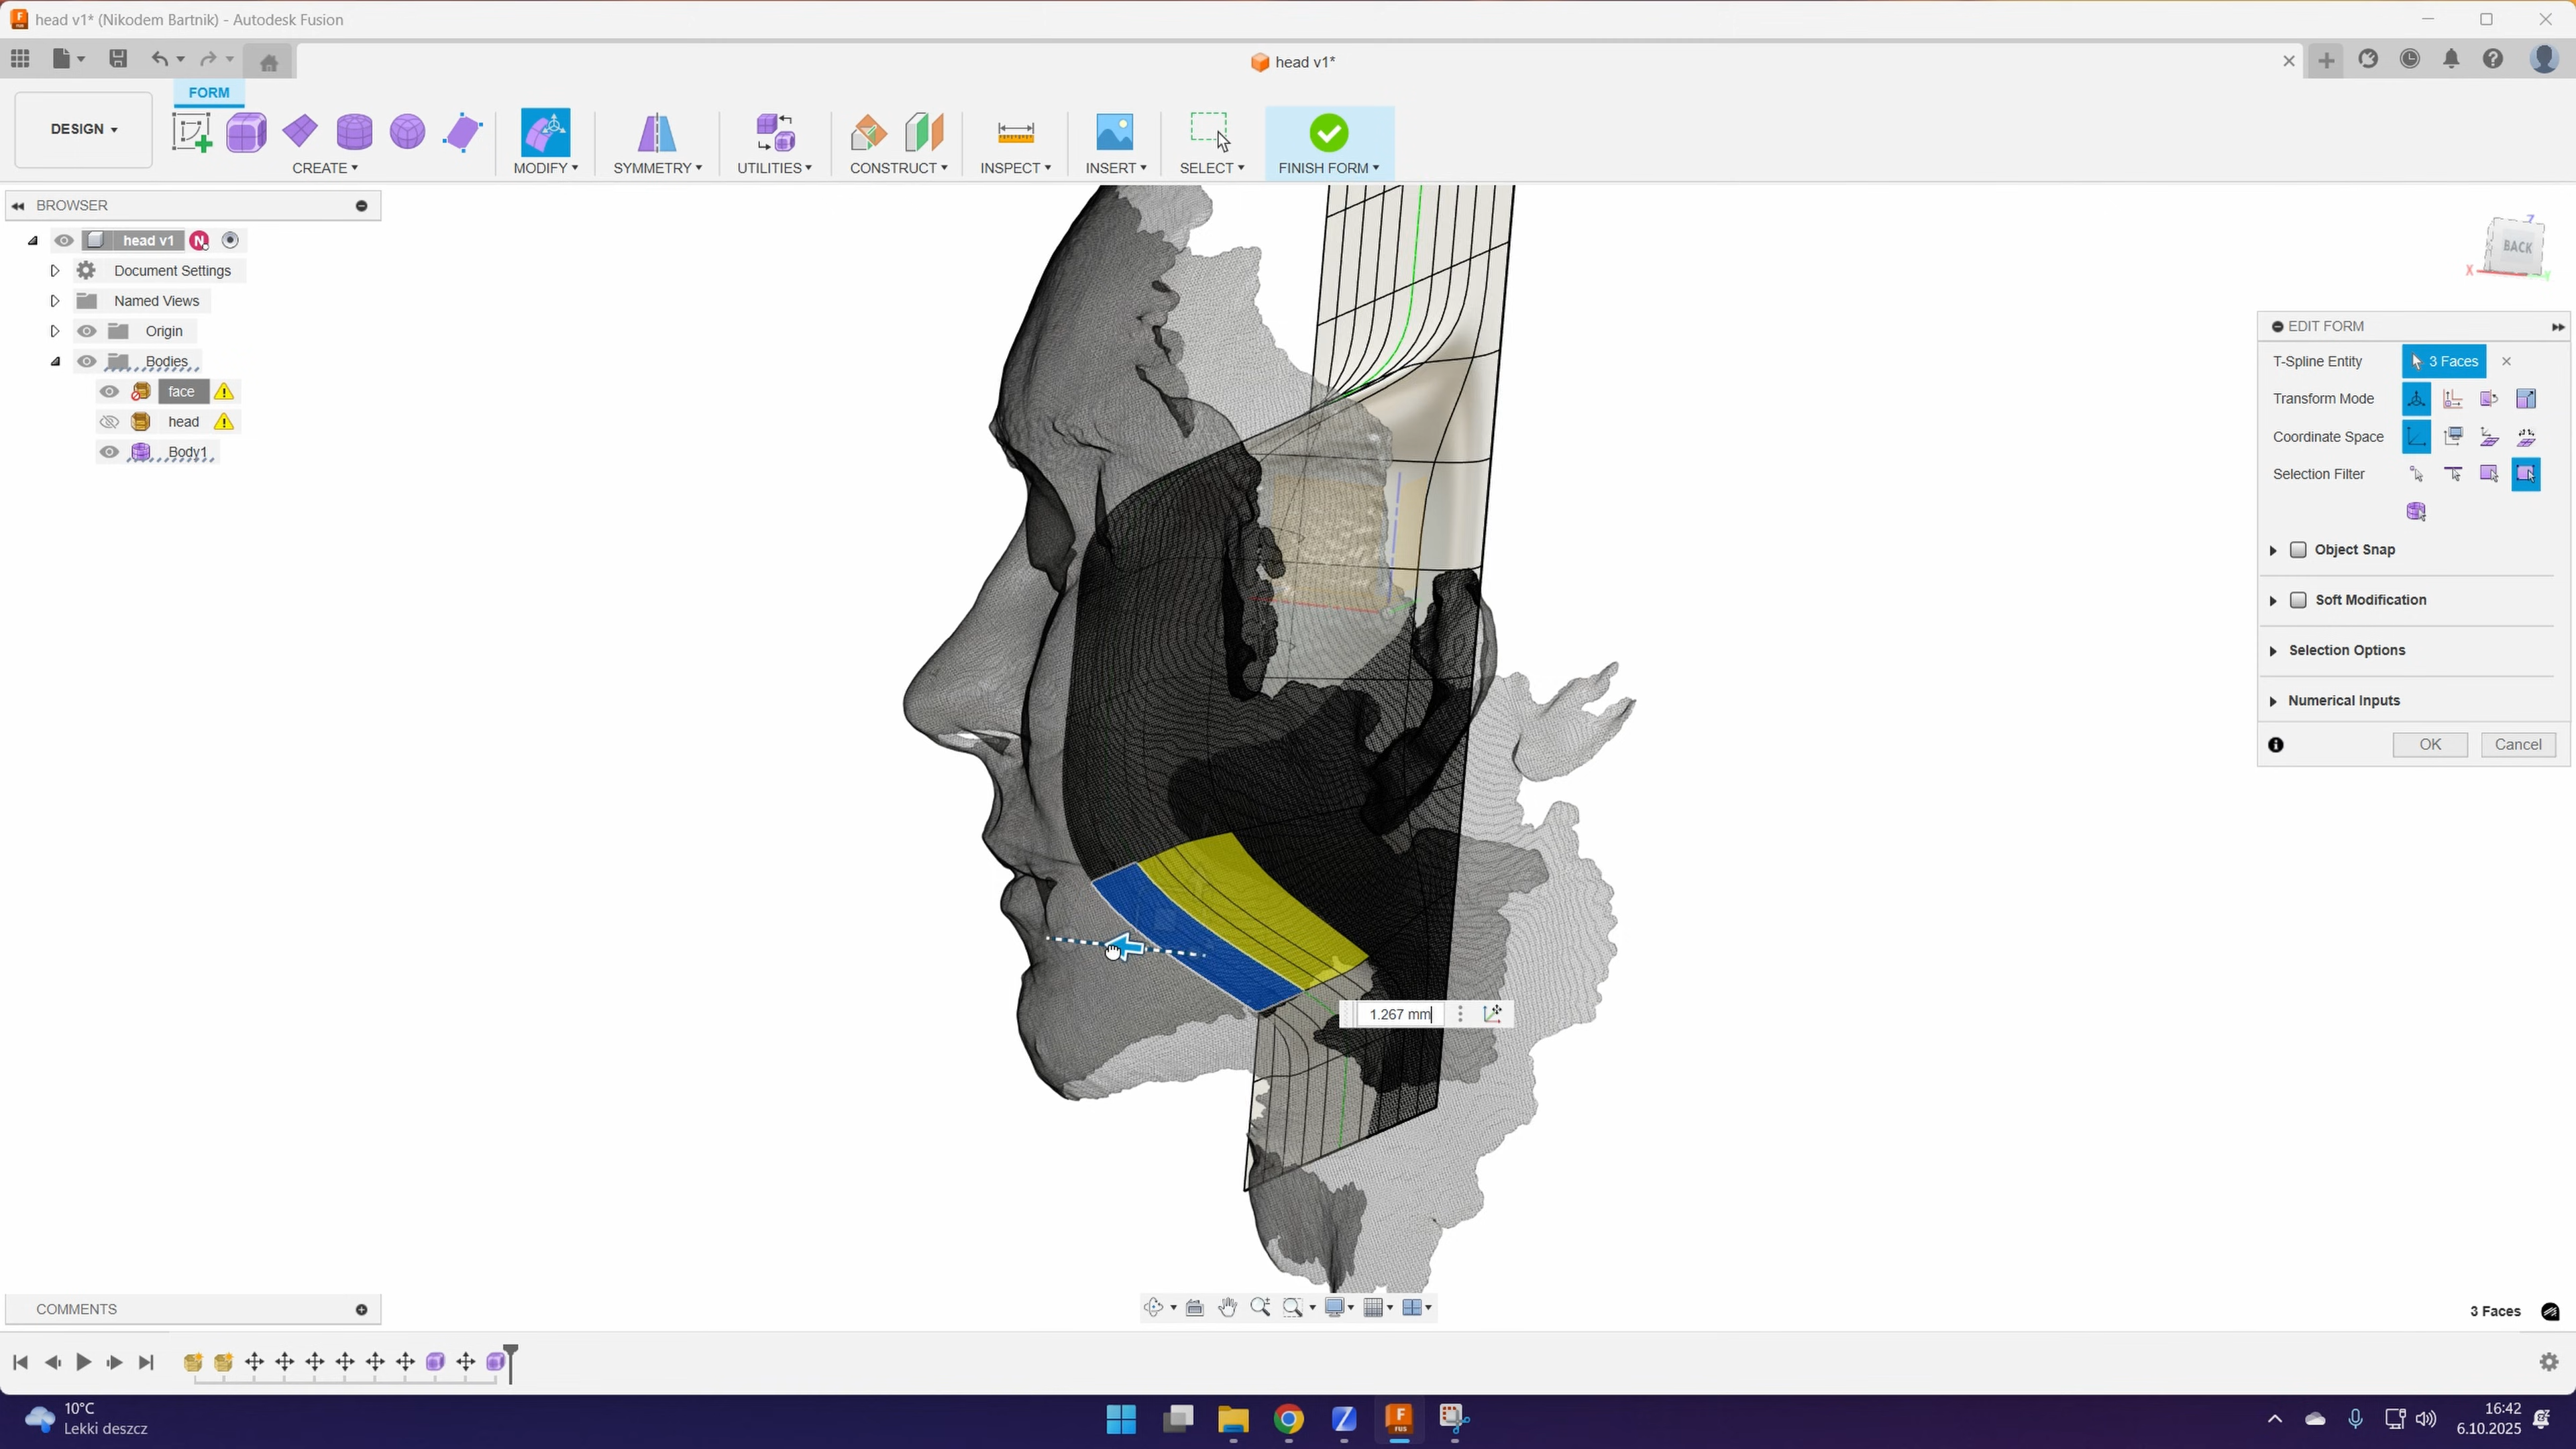 head v1* (Nikodem Bartnik) - Autodesk Fusion
head v1*
FORM
DESIGN
CREATE
MODIFY
SYMMETRY
UTILITIES
CONSTRUCT
INSPECT
INSERT
SELECT
FINISH FORM
BROWSER
head v1
N
Document Settings
Named Views
Origin
Bodies
face
head
Body1
Z
BACK
X
Y
EDIT FORM
T-Spline Entity
3 Faces
Transform Mode
Coordinate Space
Selection Filter
Object Snap
Soft Modification
Selection Options
Numerical Inputs
OK
Cancel
1.267 mm
COMMENTS
3 Faces
10°C
Lekki deszcz
F
FUS
16:42
6.10.2025